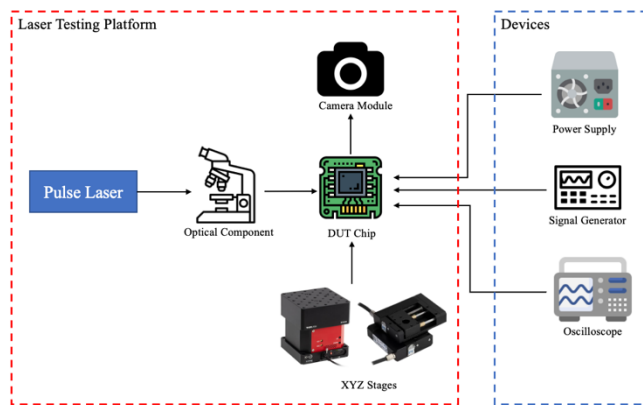 Laser Testing Platform
Devices
Camera Module
Power Supply
Pulse Laser
Optical Component
DUT Chip
Signal Generator
Oscilloscope
XYZ Stages